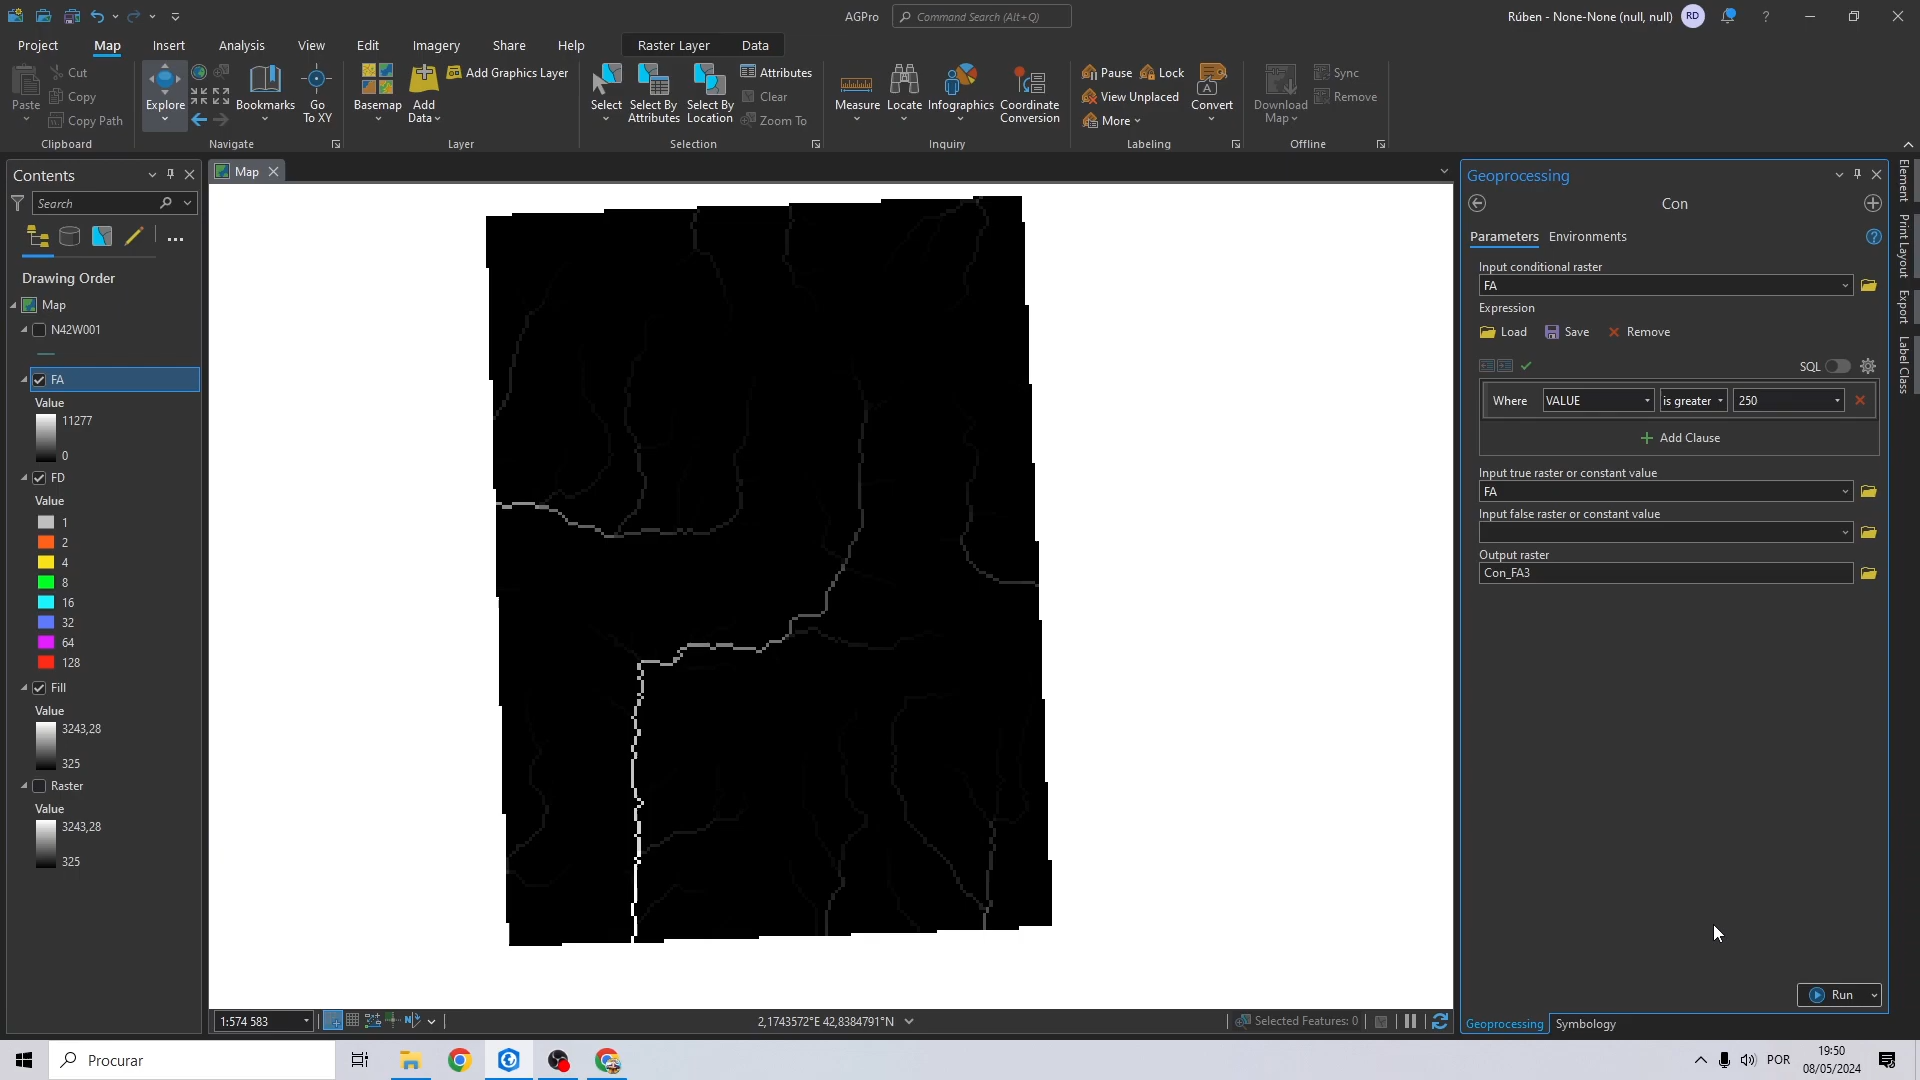 AGPro
Command Search (Alt+Q)
Rúben - None-None (null, null)
RD
?
Project
Map
Insert
Analysis
View
Edit
Imagery
Share
Help
Raster Layer
Data
Paste
Cut
Copy
Copy Path
Clipboard
Explore
Bookmarks
Go To XY
Navigate
Basemap
Add Data
Add Graphics Layer
Layer
Select
Select By Attributes
Select By Location
Attributes
Clear
Zoom To
Selection
Measure
Locate
Infographics
Coordinate Conversion
Inquiry
Pause
Lock
View Unplaced
More
Convert
Labeling
Download Map
Sync
Remove
Offline
Contents
Search
Drawing Order
Map
N42W001
FA
Value
11277
0
FD
Value
1
2
4
8
16
32
64
128
Fill
Value
3243,28
325
Raster
Value
3243,28
325
Map
1:574 583
2,1743572°E 42,8384791°N
Selected Features: 0
Geoprocessing
Con
Parameters
Environments
Input conditional raster
FA
Expression
Load
Save
Remove
SQL
Where
VALUE
is greater
250
Add Clause
Input true raster or constant value
FA
Input false raster or constant value
Output raster
Con_FA3
Run
Geoprocessing
Symbology
Element
Print Layout
Export
Label Class
Procurar
POR
19:50
08/05/2024